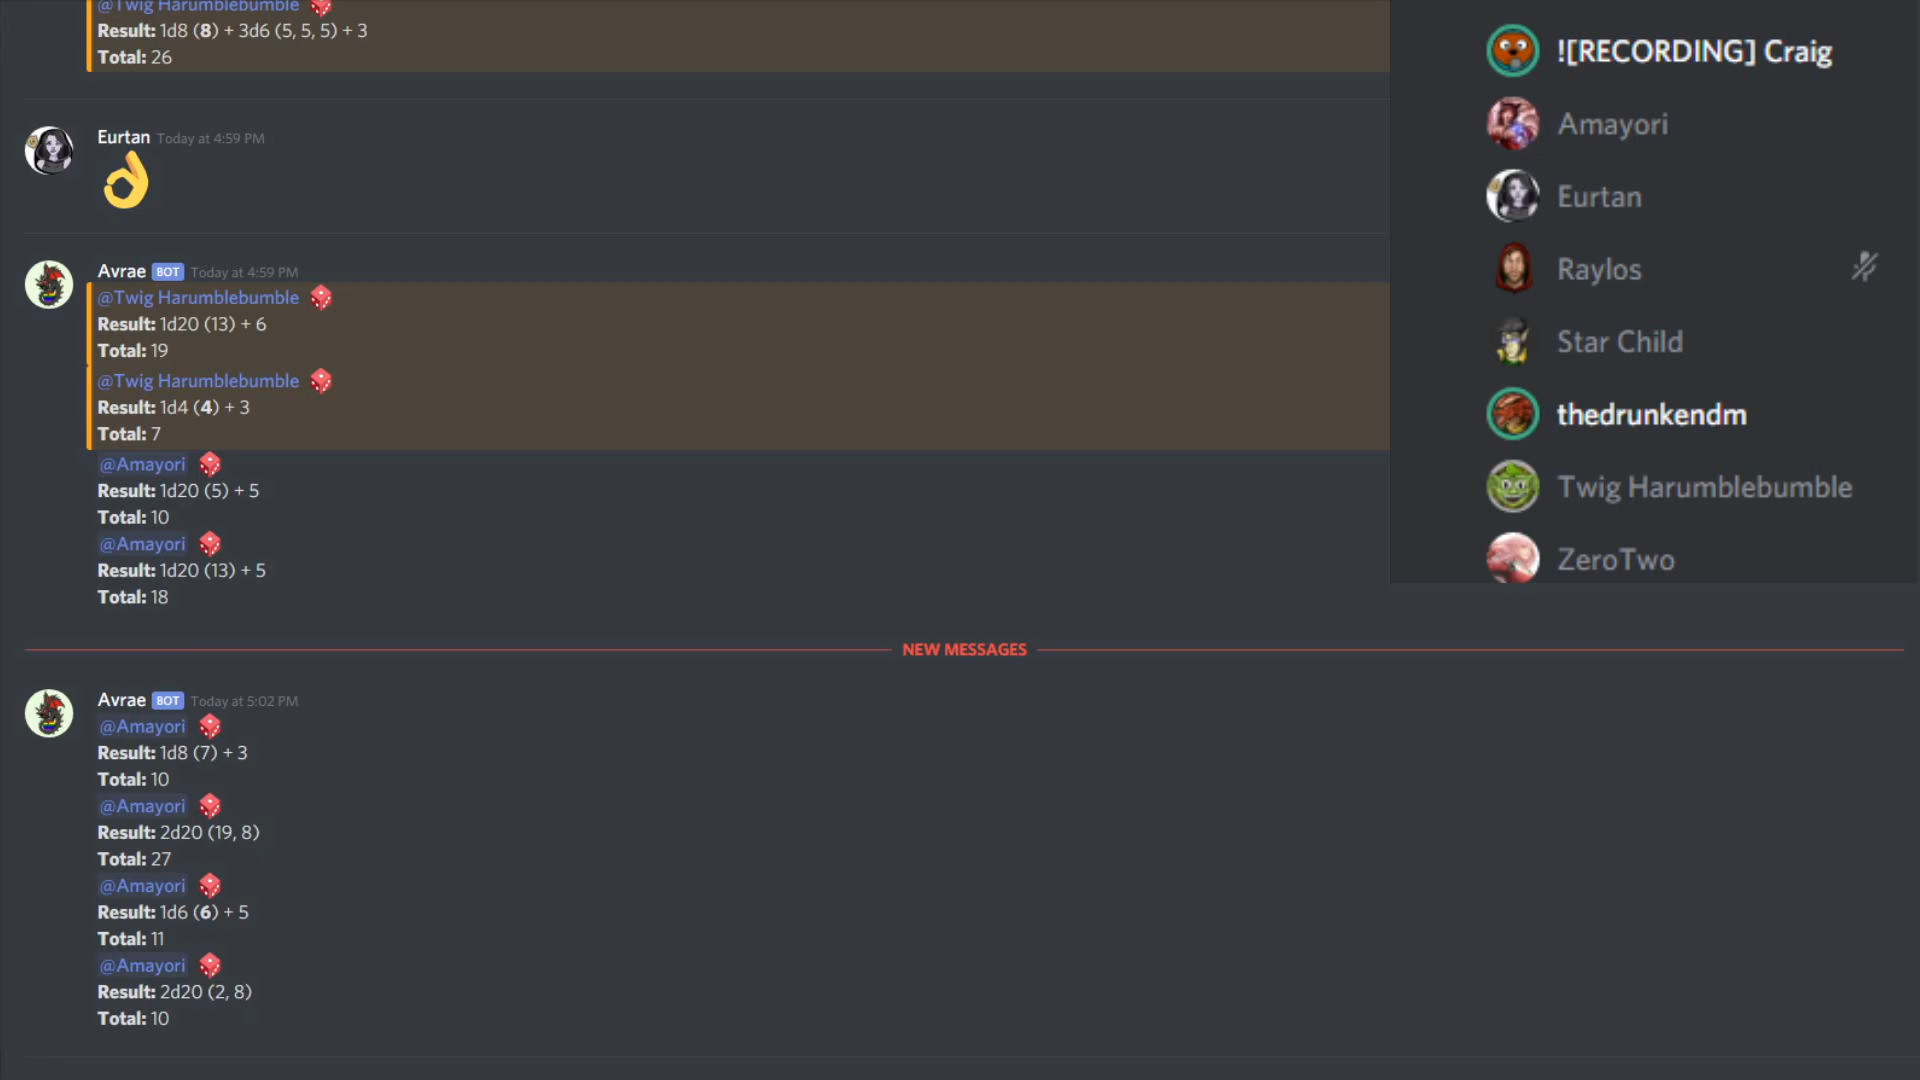 @Twig Harumblebumble
Result: 1d8 (8) + 3d6 (5, 5, 5) + 3
Total: 26
Eurtan Today at 4:59 PM
Avrae BOT Today at 4:59 PM
@Twig Harumblebumble
Result: 1d20 (13) + 6
Total: 19
@Twig Harumblebumble
Result: 1d4 (4) + 3
Total: 7
@Amayori
Result: 1d20 (5) + 5
Total: 10
@Amayori
Result: 1d20 (13) + 5
Total: 18
NEW MESSAGES
Avrae BOT Today at 5:02 PM
@Amayori
Result: 1d8 (7) + 3
Total: 10
@Amayori
Result: 2d20 (19, 8)
Total: 27
@Amayori
Result: 1d6 (6) + 5
Total: 11
@Amayori
Result: 2d20 (2, 8)
Total: 10
![RECORDING] Craig
Amayori
Eurtan
Raylos
Star Child
thedrunkendm
Twig Harumblebumble
ZeroTwo